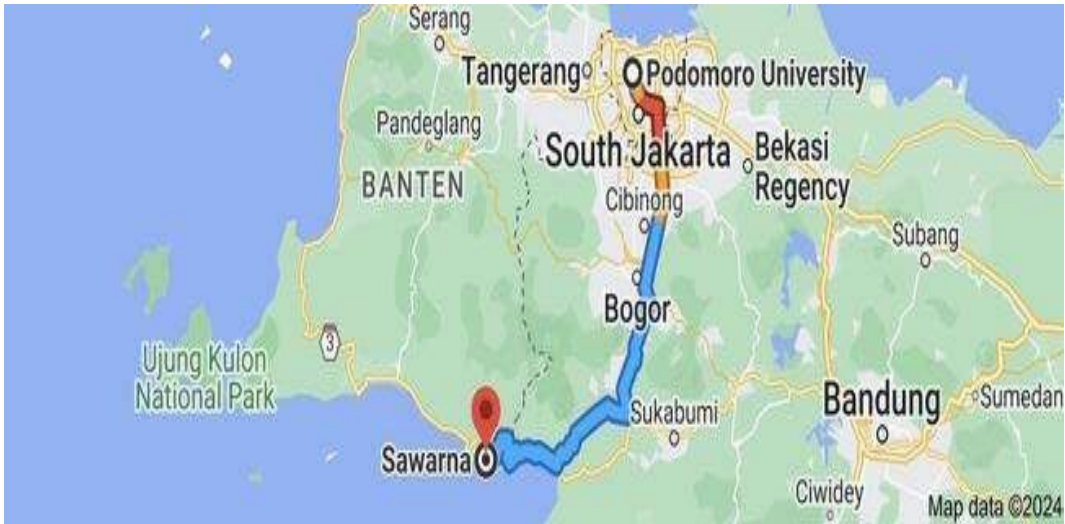 Serang
Tangerang
Podomoro University
Pandeglang
South Jakarta
Bekasi
Regency
BANTEN
Cibinong
Subang
Bogor
3
Ujung Kulon
National Park
Sukabumi
Bandung
Sumedan
Sawarna
Ciwidey
Map data ©2024